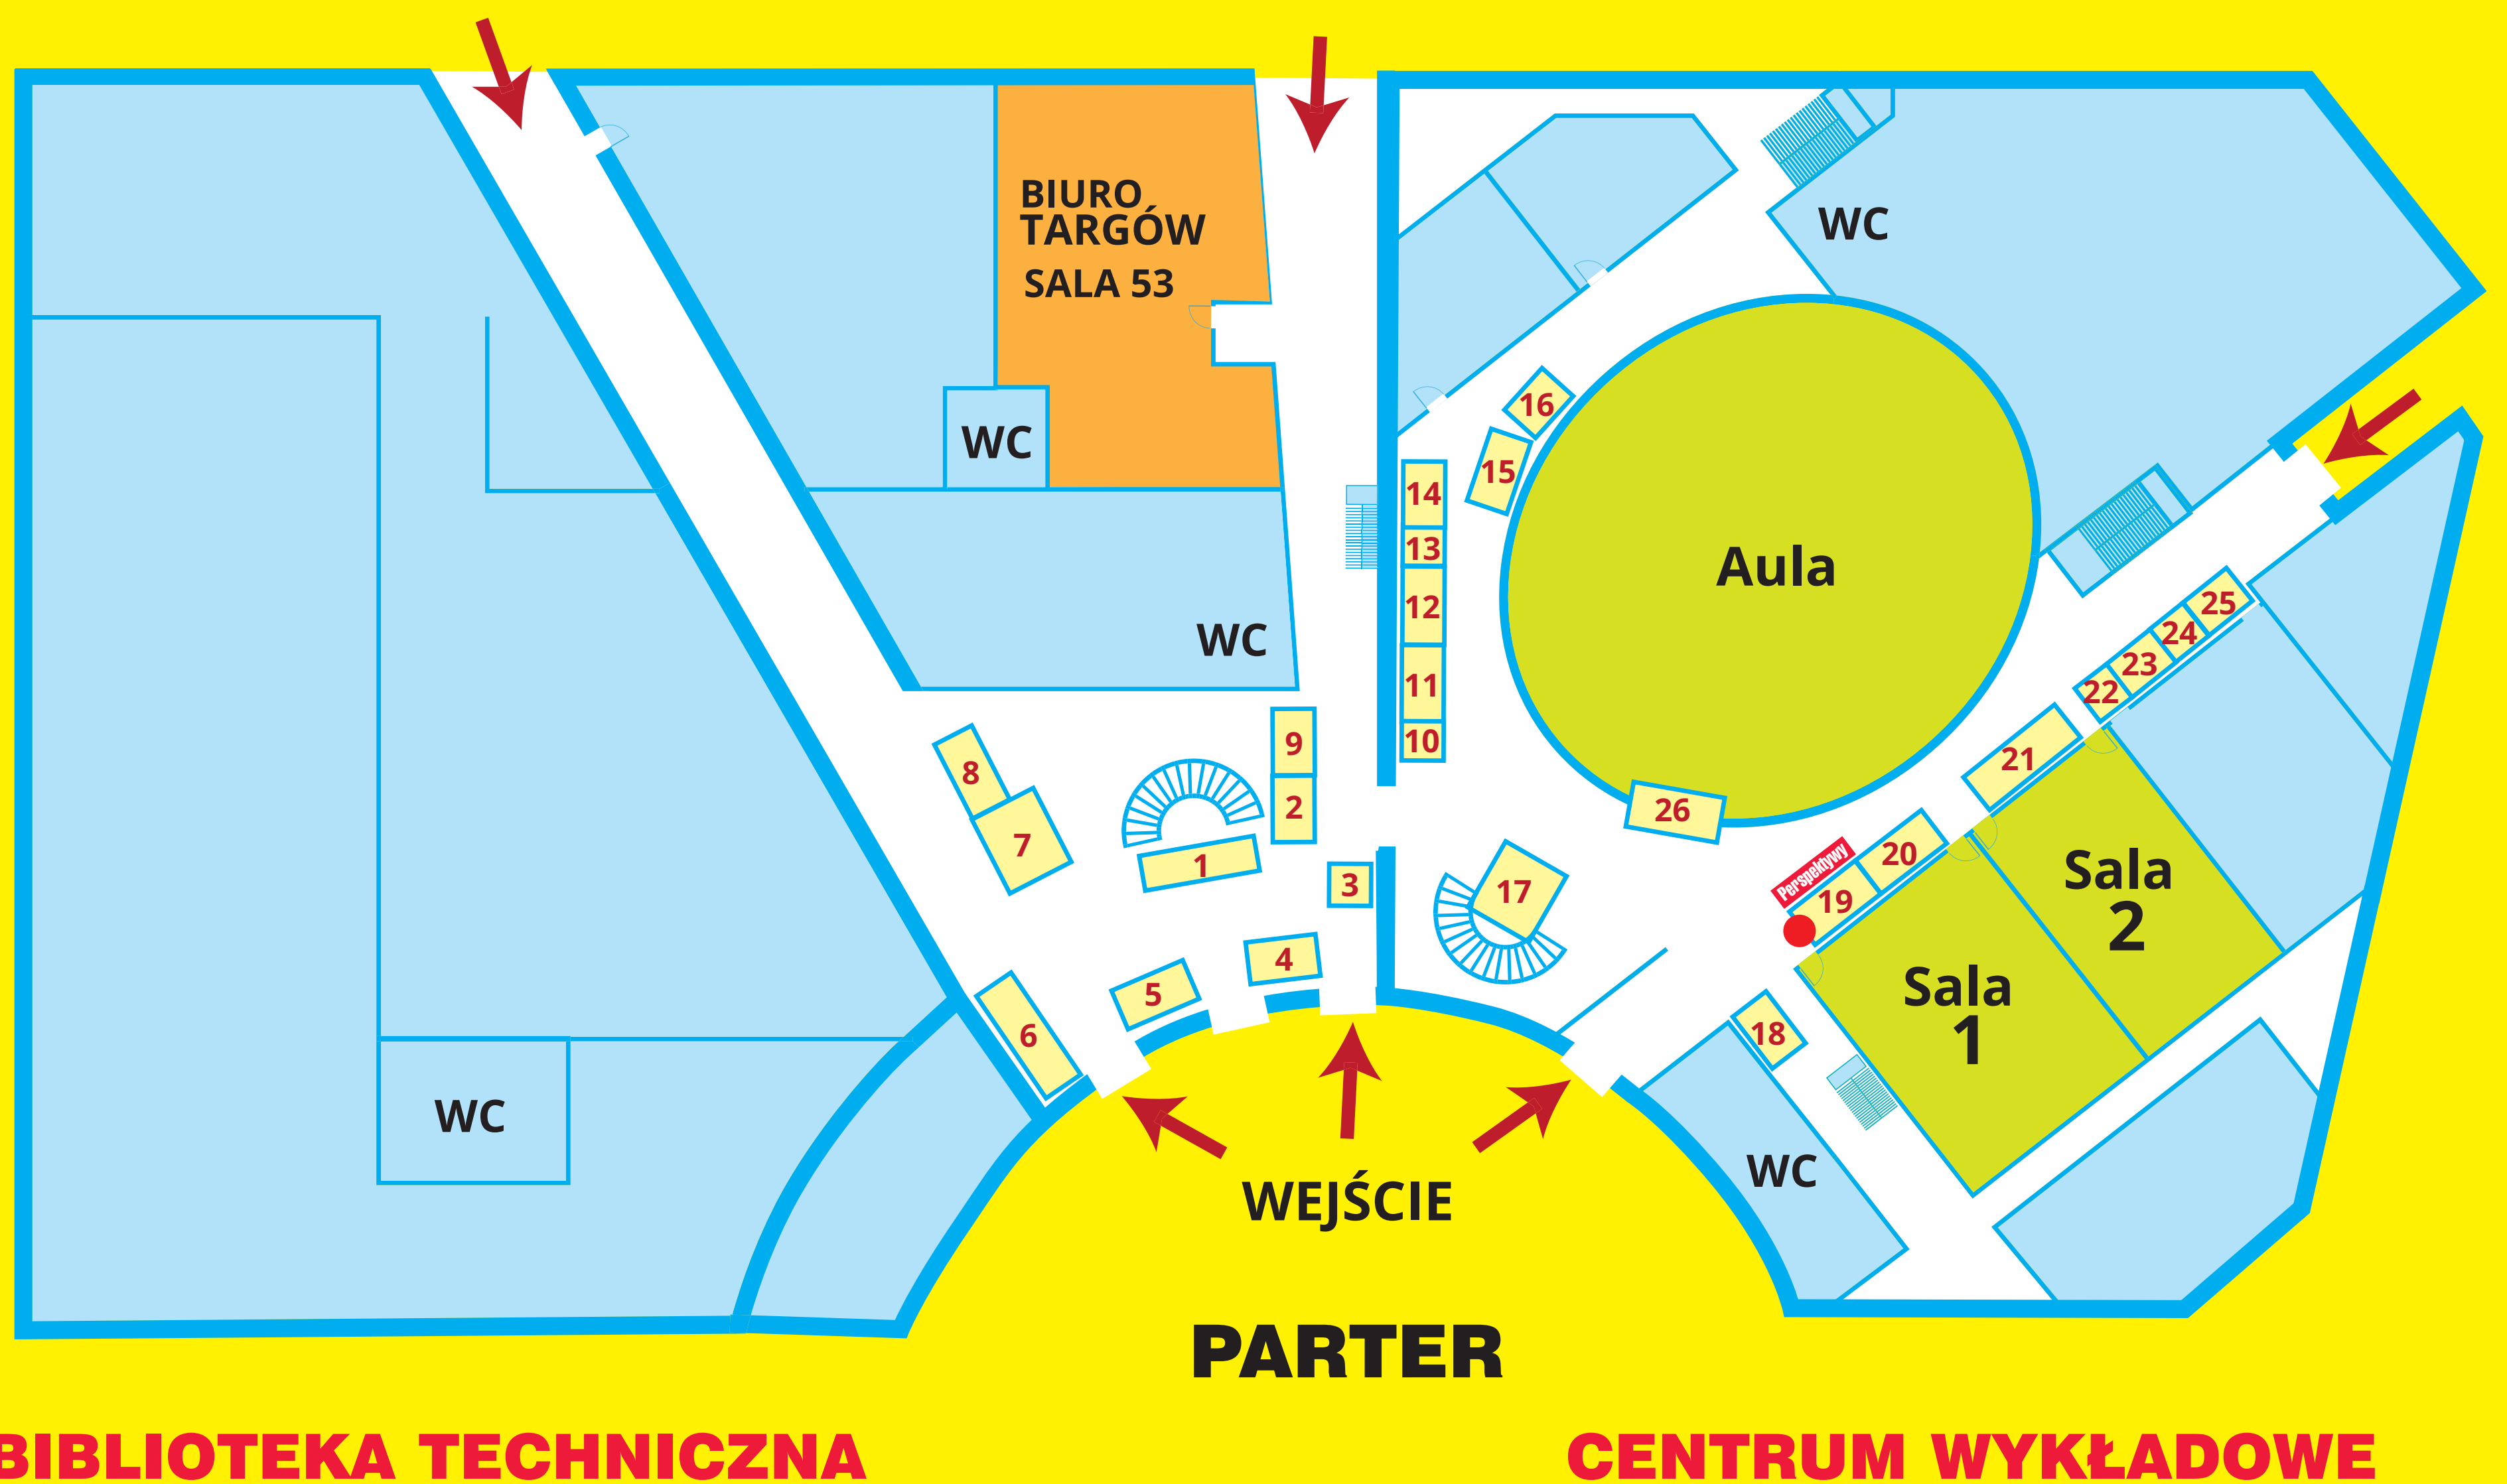 BIURO
TARGÓW
SALA 53
WC
WC
WC
WC
WC
Aula
Sala
1
Sala
2
16
15
14
13
12
11
10
9
2
8
7
1
3
4
5
6
17
26
Perspektywy
19
20
21
22
23
24
25
18
WEJŚCIE
PARTER
BIBLIOTEKA TECHNICZNA
CENTRUM WYKŁADOWE